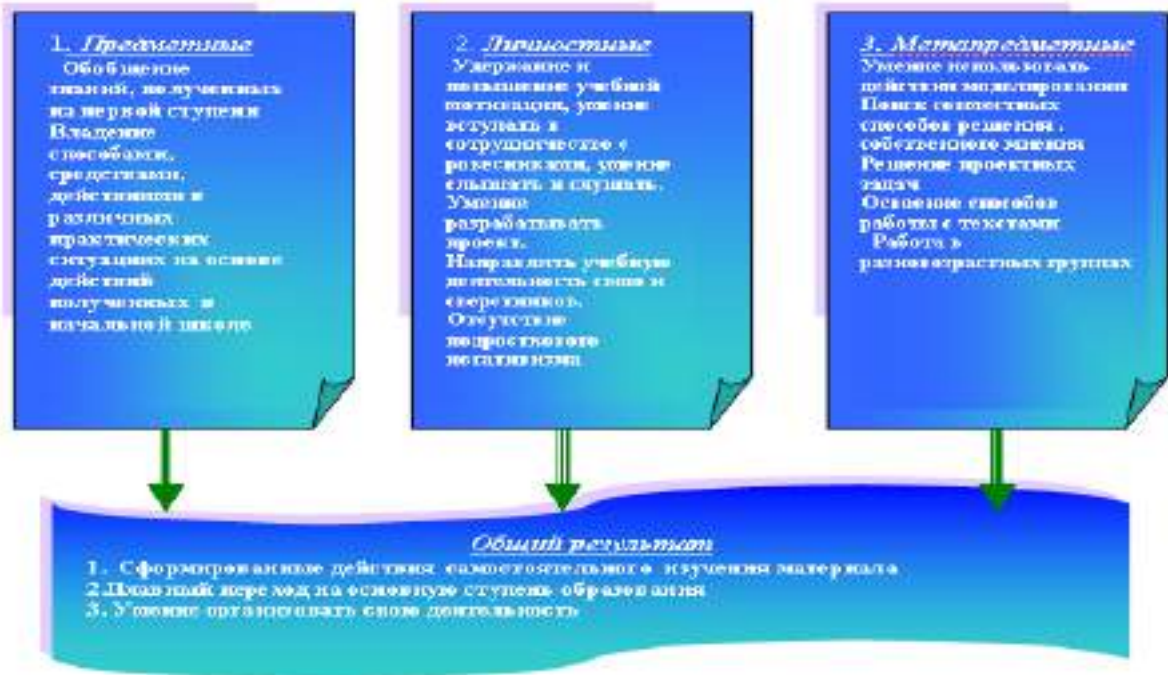 1. Предметные
Обобщение
знаний, полученных
на первой ступени
Владение
способами,
средствами,
действиями в
различных
практических
ситуациях на основе
действий
полученных в
начальной школе
2. Личностные
Удержание и
повышение учебной
мотивации, умение
вступать в
сотрудничество с
ровесниками, умение
слышать и слушать.
Умение
разрабатывать
проект.
Направлять учебную
деятельность свою и
сверстников.
Отсутствие
подросткового
негативизма
3. Метапредметные
Умение использовать
действия моделирования
Поиск совместных
способов решения ,
собственного мнения
Решение проектных
задач
Освоение способов
работы с текстами
Работа в
разновозрастных группах
Общий результат
1. Сформированные действия самостоятельного изучения материала
2.Плавный переход на основную ступень образования
3. Умение организовать свою деятельность